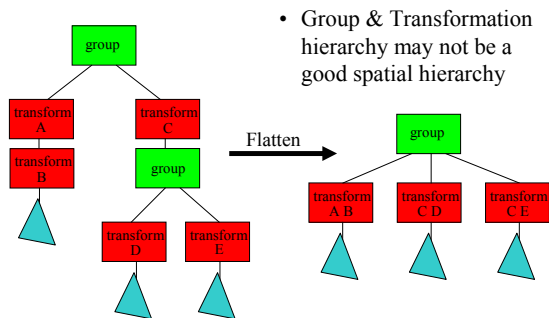 • Group & Transformation
hierarchy may not be a
good spatial hierarchy
group
transform
A
transform
C
transform
B
group
transform
D
transform
E
Flatten
group
transform
A B
transform
C D
transform
C E